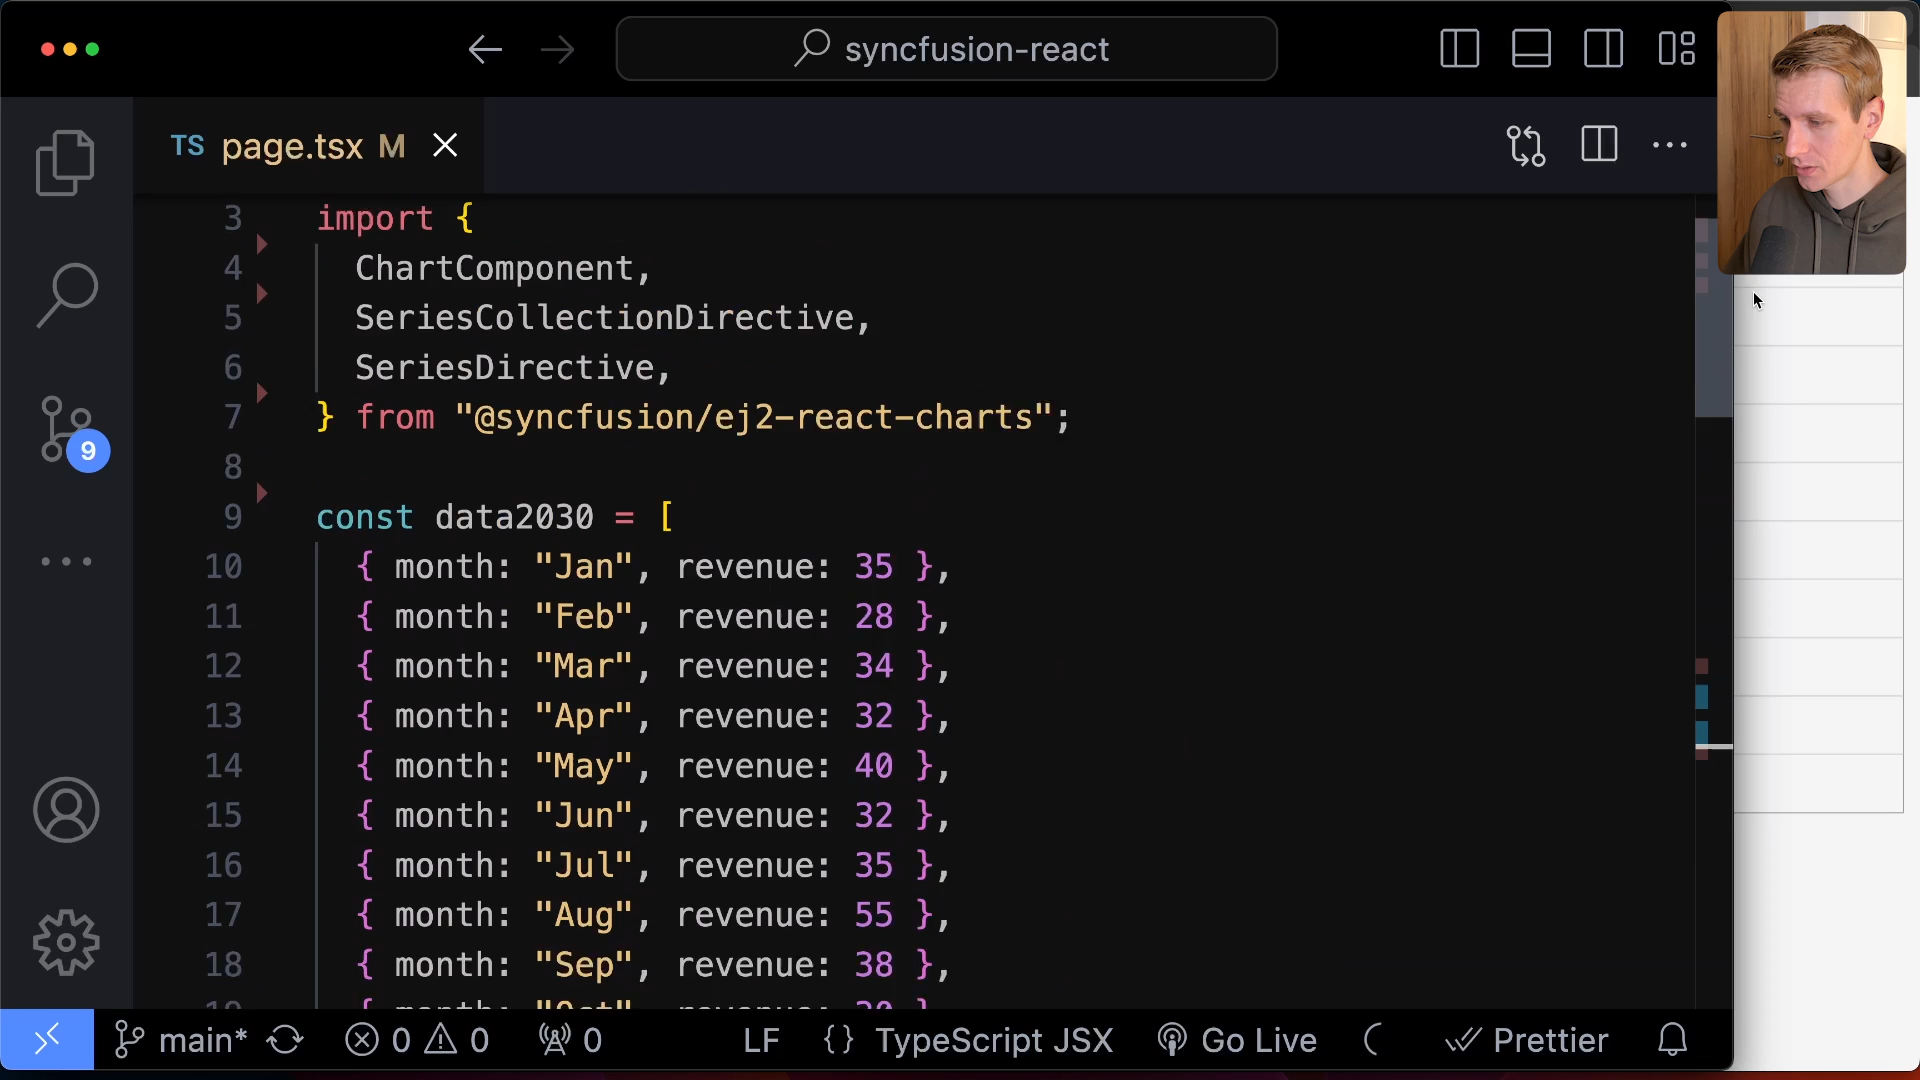 syncfusion-react
TS page.tsx M
3 import {
4 ChartComponent,
5 SeriesCollectionDirective,
6 SeriesDirective,
7 } from "@syncfusion/ej2-react-charts";
8
9 const data2030 = [
10 { month: "Jan", revenue: 35 },
11 { month: "Feb", revenue: 28 },
12 { month: "Mar", revenue: 34 },
13 { month: "Apr", revenue: 32 },
14 { month: "May", revenue: 40 },
15 { month: "Jun", revenue: 32 },
16 { month: "Jul", revenue: 35 },
17 { month: "Aug", revenue: 55 },
18 { month: "Sep", revenue: 38 },
9
main* 0 0 0 LF {} TypeScript JSX Go Live Prettier